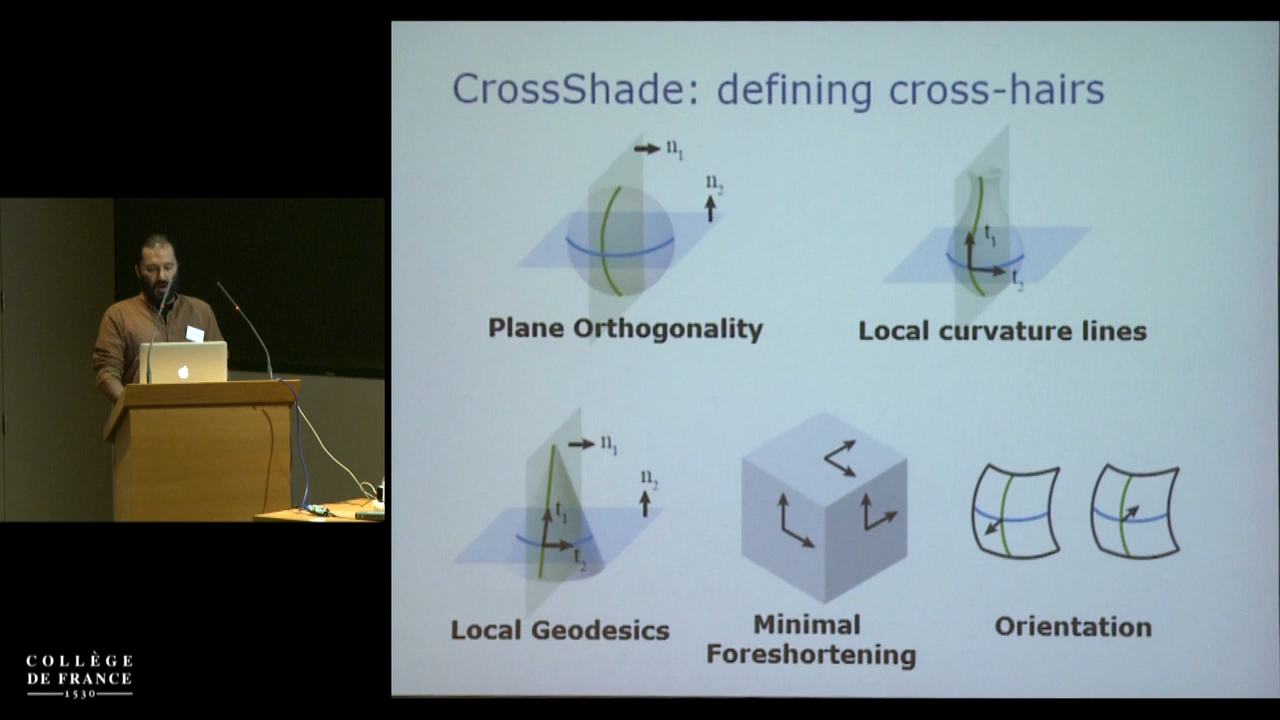 CrossShade: defining cross-hairs
n₁
n₂
Plane Orthogonality
t₁
t₂
Local curvature lines
n₁
n₂
t₁
t₂
Local Geodesics
Minimal
Foreshortening
Orientation
COLLÈGE
DE FRANCE
1530